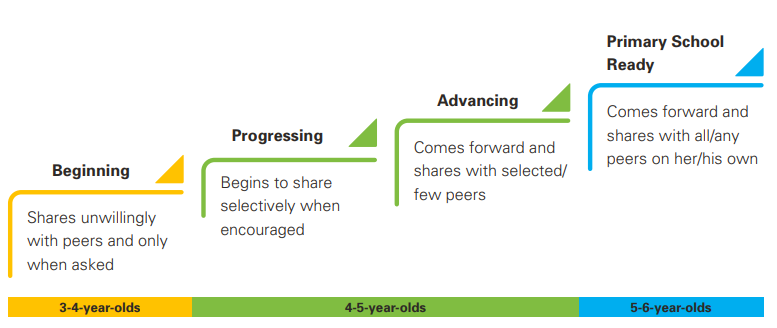 Beginning
Shares unwillingly
with peers and only
when asked
Progressing
Begins to share
selectively when
encouraged
Advancing
Comes forward and
shares with selected/
few peers
Primary School
Ready
Comes forward and
shares with all/any
peers on her/his own
3-4-year-olds
4-5-year-olds
5-6-year-olds